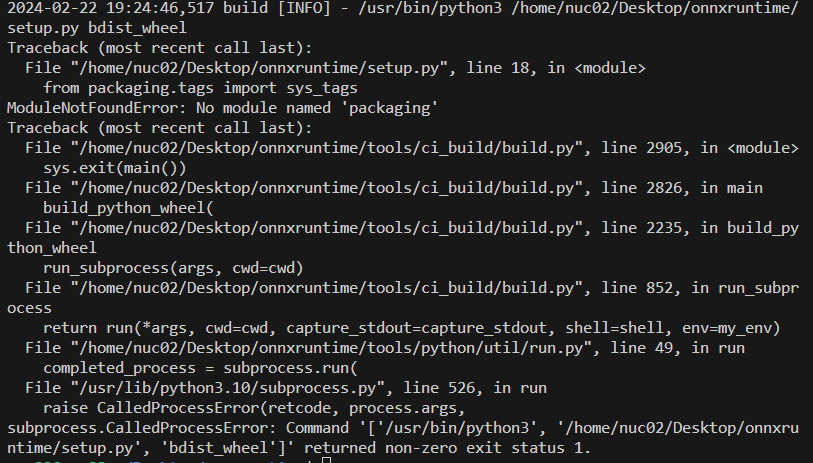 2024-02-22 19:24:46,517 build [INFO] - /usr/bin/python3 /home/nuc02/Desktop/onnxruntime/
setup.py bdist_wheel
Traceback (most recent call last):
  File "/home/nuc02/Desktop/onnxruntime/setup.py", line 18, in <module>
    from packaging.tags import sys_tags
ModuleNotFoundError: No module named 'packaging'
Traceback (most recent call last):
  File "/home/nuc02/Desktop/onnxruntime/tools/ci_build/build.py", line 2905, in <module>
    sys.exit(main())
  File "/home/nuc02/Desktop/onnxruntime/tools/ci_build/build.py", line 2826, in main
    build_python_wheel(
  File "/home/nuc02/Desktop/onnxruntime/tools/ci_build/build.py", line 2235, in build_py
thon_wheel
    run_subprocess(args, cwd=cwd)
  File "/home/nuc02/Desktop/onnxruntime/tools/ci_build/build.py", line 852, in run_subpr
ocess
    return run(*args, cwd=cwd, capture_stdout=capture_stdout, shell=shell, env=my_env)
  File "/home/nuc02/Desktop/onnxruntime/tools/python/util/run.py", line 49, in run
    completed_process = subprocess.run(
  File "/usr/lib/python3.10/subprocess.py", line 526, in run
    raise CalledProcessError(retcode, process.args,
subprocess.CalledProcessError: Command '['/usr/bin/python3', '/home/nuc02/Desktop/onnxru
ntime/setup.py', 'bdist_wheel']' returned non-zero exit status 1.